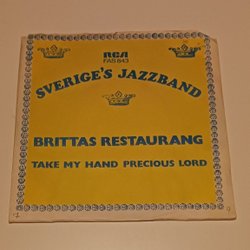 RCA
FAS 843
SVERIGE'S JAZZBAND
BRITTAS RESTAURANG
TAKE MY HAND PRECIOUS LORD